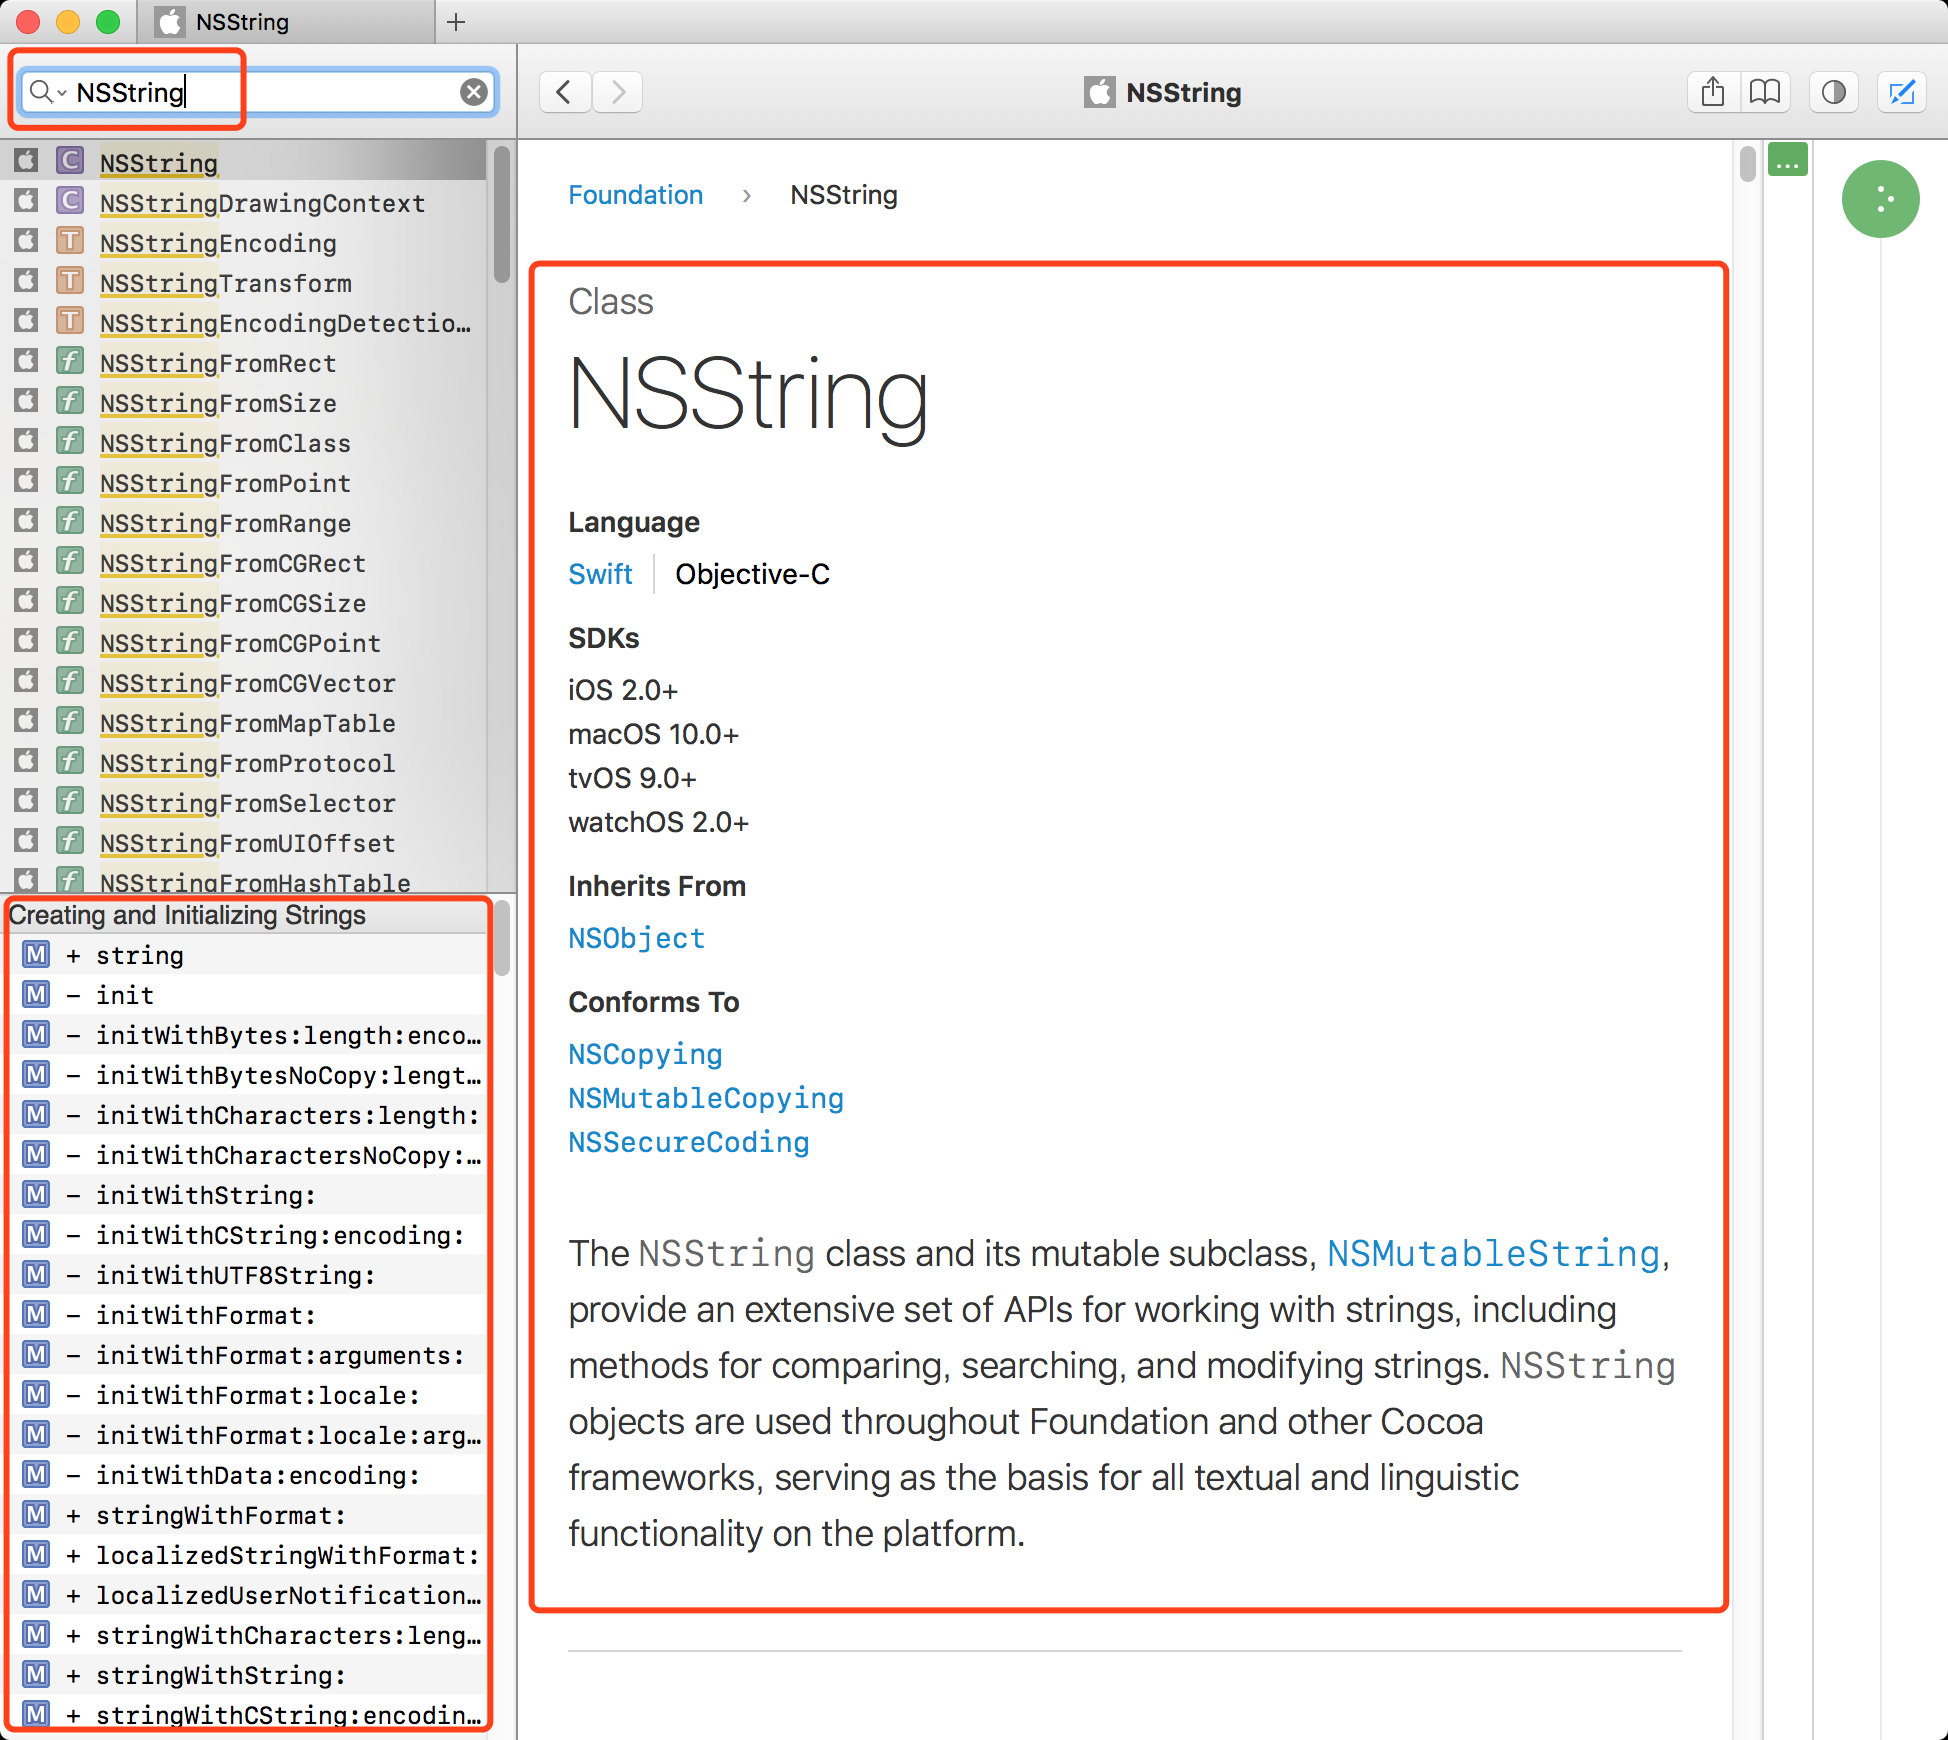 NSString
NSString
NSString
NSString
NSStringDrawingContext
NSStringEncoding
NSStringTransform
NSStringEncodingDetectio…
NSStringFromRect
NSStringFromSize
NSStringFromClass
NSStringFromPoint
NSStringFromRange
NSStringFromCGRect
NSStringFromCGSize
NSStringFromCGPoint
NSStringFromCGVector
NSStringFromMapTable
NSStringFromProtocol
NSStringFromSelector
NSStringFromUIOffset
NSStringFromHashTable
Creating and Initializing Strings
M + string
M - init
M - initWithBytes:length:enco…
M - initWithBytesNoCopy:lengt…
M - initWithCharacters:length:
M - initWithCharactersNoCopy:…
M - initWithString:
M - initWithCString:encoding:
M - initWithUTF8String:
M - initWithFormat:
M - initWithFormat:arguments:
M - initWithFormat:locale:
M - initWithFormat:locale:arg…
M - initWithData:encoding:
M + stringWithFormat:
M + localizedStringWithFormat:
M + localizedUserNotification…
M + stringWithCharacters:leng…
M + stringWithString:
M + stringWithCString:encodin…
Foundation › NSString
Class
NSString
Language
Swift | Objective-C
SDKs
iOS 2.0+
macOS 10.0+
tvOS 9.0+
watchOS 2.0+
Inherits From
NSObject
Conforms To
NSCopying
NSMutableCopying
NSSecureCoding
The NSString class and its mutable subclass, NSMutableString,
provide an extensive set of APIs for working with strings, including
methods for comparing, searching, and modifying strings. NSString
objects are used throughout Foundation and other Cocoa
frameworks, serving as the basis for all textual and linguistic
functionality on the platform.